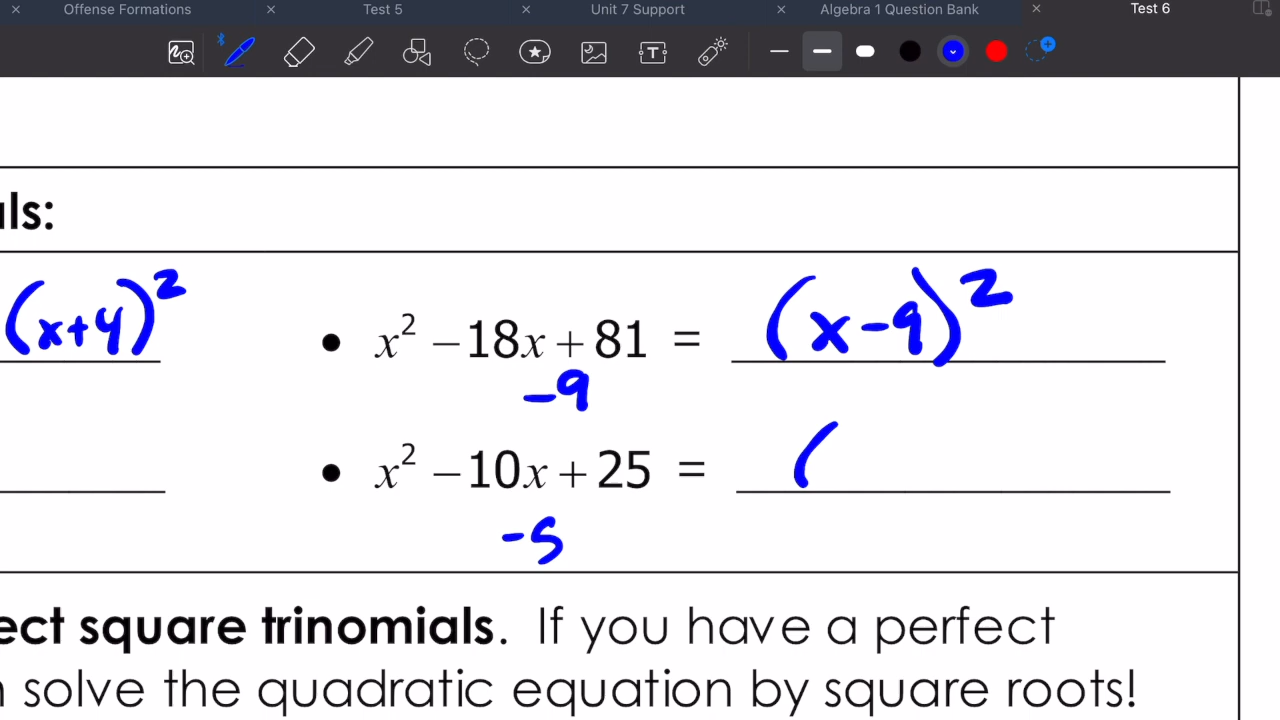 Offense Formations Test 5 Unit 7 Support Algebra 1 Question Bank Test 6
als:
(x+4)² • x² −18x+81 = (x-9)²
-9
• x² −10x+25 = (
-5
ect square trinomials. If you have a perfect
solve the quadratic equation by square roots!